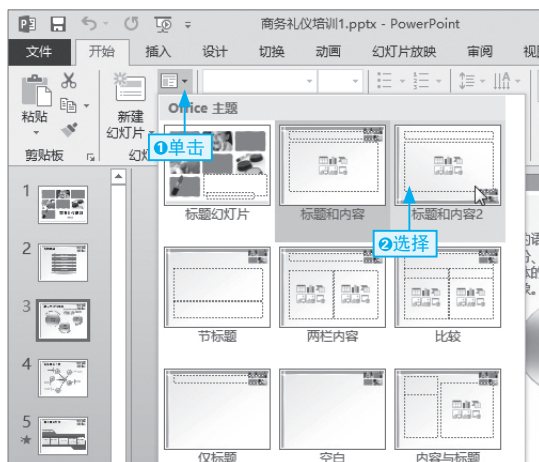 商务礼仪培训1.pptx - PowerPoint
文件 开始 插入 设计 切换 动画 幻灯片放映 审阅 视
粘贴
新建
幻灯片
剪贴板
幻
Office 主题
❶单击
标题幻灯片 标题和内容 标题和内容2
❷选择
节标题 两栏内容 比较
仅标题 空白 内容与标题
1
2
3
4
5